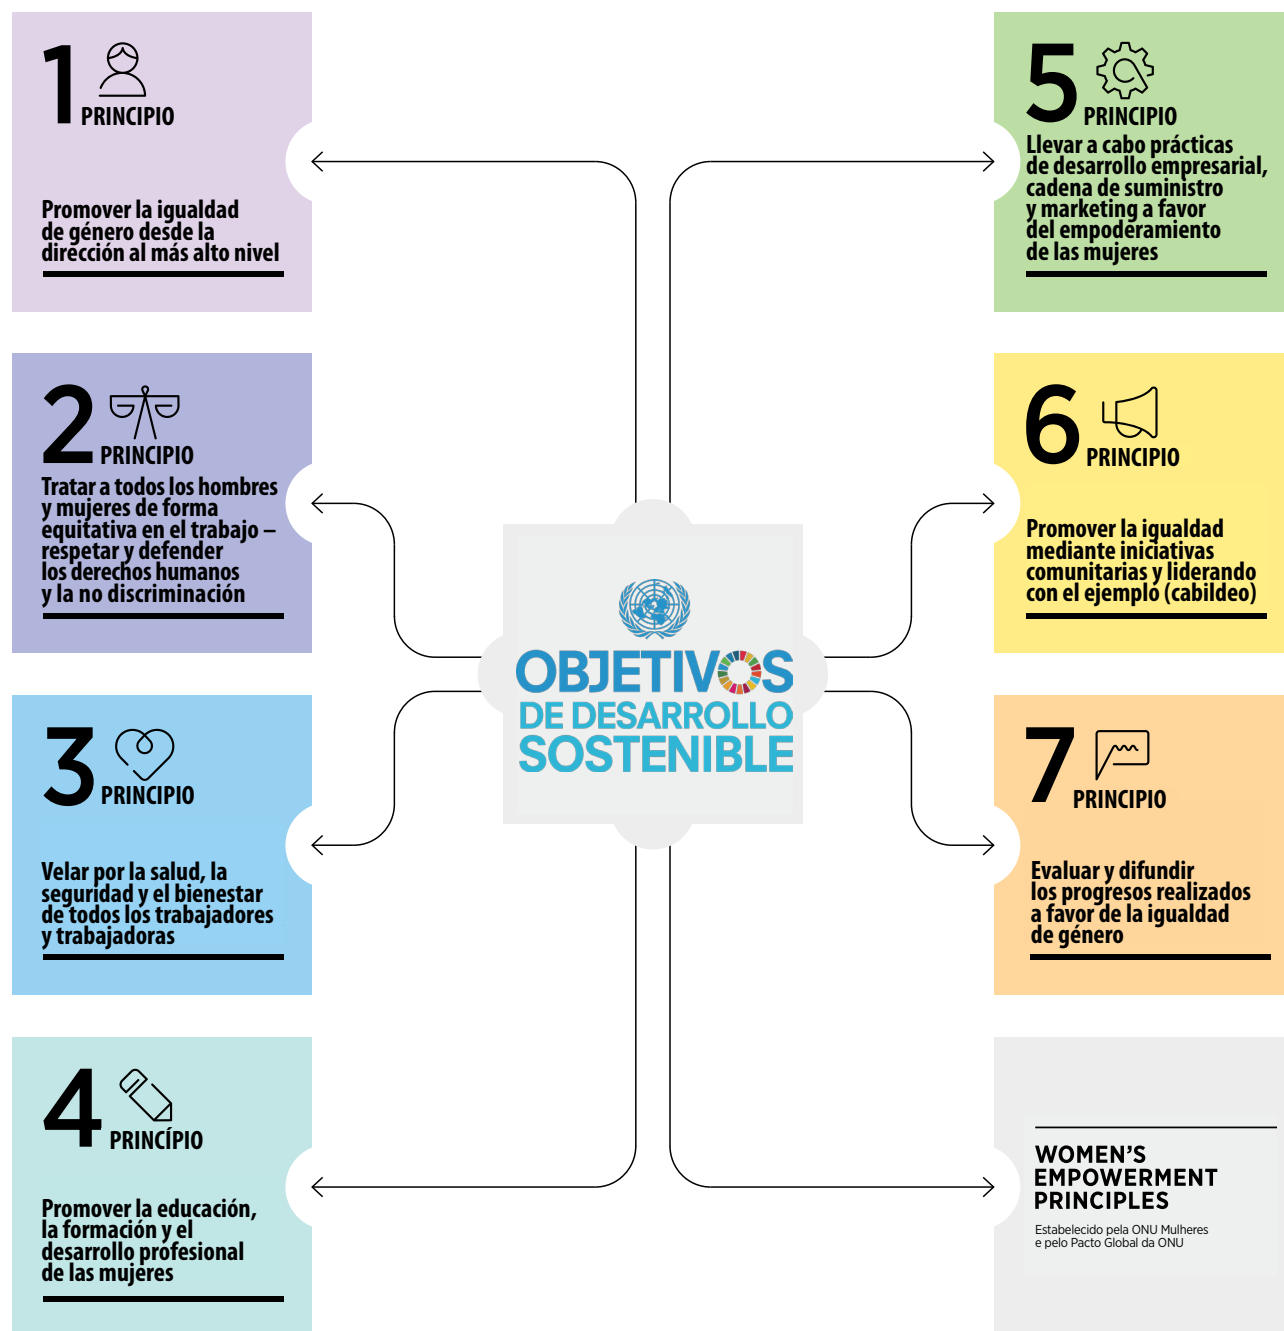 1
PRINCIPIO
Promover la igualdad
de género desde la
dirección al más alto nivel
2
PRINCIPIO
Tratar a todos los hombres
y mujeres de forma
equitativa en el trabajo –
respetar y defender
los derechos humanos
y la no discriminación
3
PRINCIPIO
Velar por la salud, la
seguridad y el bienestar
de todos los trabajadores
y trabajadoras
4
PRINCÍPIO
Promover la educación,
la formación y el
desarrollo profesional
de las mujeres
OBJETIVOS
DE DESARROLLO
SOSTENIBLE
5
PRINCIPIO
Llevar a cabo prácticas
de desarrollo empresarial,
cadena de suministro
y marketing a favor
del empoderamiento
de las mujeres
6
PRINCIPIO
Promover la igualdad
mediante iniciativas
comunitarias y liderando
con el ejemplo (cabildeo)
7
PRINCIPIO
Evaluar y difundir
los progresos realizados
a favor de la igualdad
de género
WOMEN'S
EMPOWERMENT
PRINCIPLES
Estabelecido pela ONU Mulheres
e pelo Pacto Global da ONU